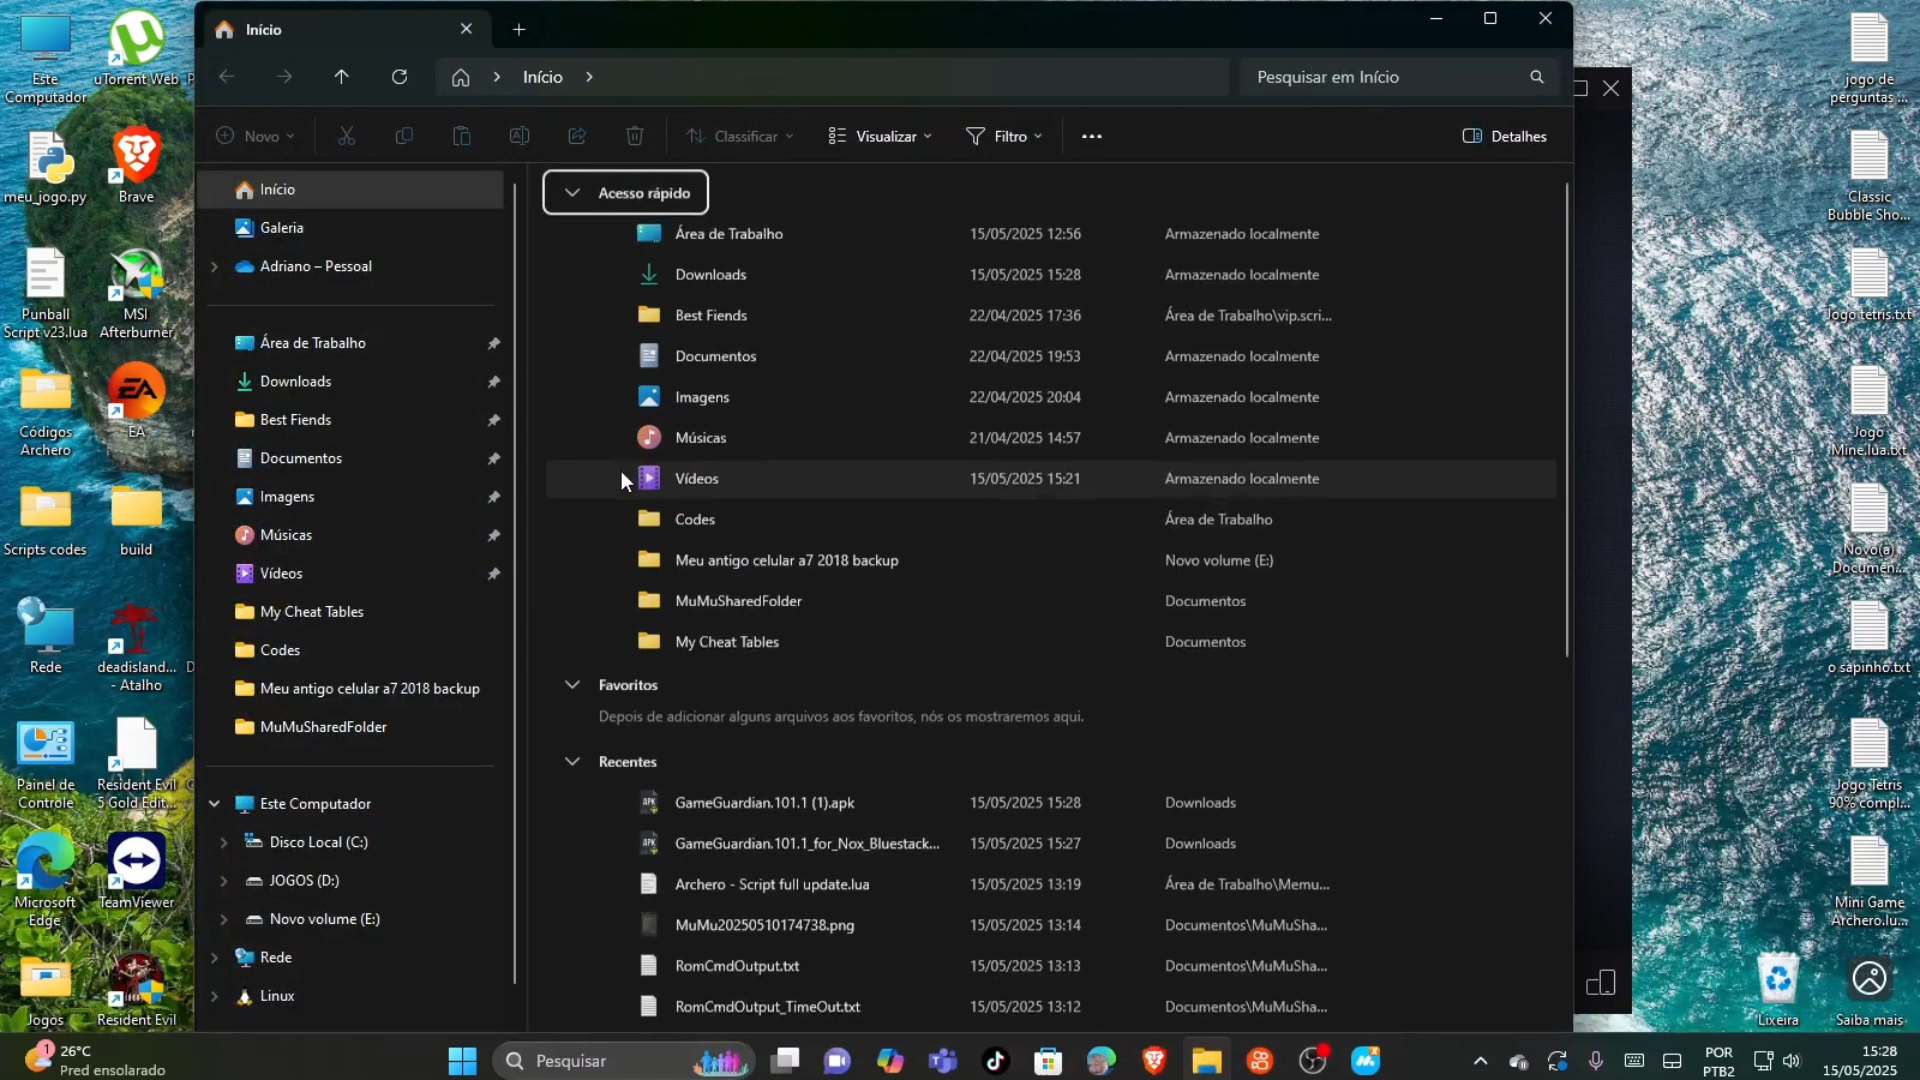 Início
Início
Pesquisar em Início
Novo
Classificar
Visualizar
Filtro
Detalhes
Início
Galeria
Adriano – Pessoal
Área de Trabalho
Downloads
Best Fiends
Documentos
Imagens
Músicas
Vídeos
My Cheat Tables
Codes
Meu antigo celular a7 2018 backup
MuMuSharedFolder
Este Computador
Disco Local (C:)
JOGOS (D:)
Novo volume (E:)
Rede
Linux
Acesso rápido
Área de Trabalho 15/05/2025 12:56 Armazenado localmente
Downloads 15/05/2025 15:28 Armazenado localmente
Best Fiends 22/04/2025 17:36 Área de Trabalho\vip.scri...
Documentos 22/04/2025 19:53 Armazenado localmente
Imagens 22/04/2025 20:04 Armazenado localmente
Músicas 21/04/2025 14:57 Armazenado localmente
Vídeos 15/05/2025 15:21 Armazenado localmente
Codes Área de Trabalho
Meu antigo celular a7 2018 backup Novo volume (E:)
MuMuSharedFolder Documentos
My Cheat Tables Documentos
Favoritos
Depois de adicionar alguns arquivos aos favoritos, nós os mostraremos aqui.
Recentes
GameGuardian.101.1 (1).apk 15/05/2025 15:28 Downloads
GameGuardian.101.1_for_Nox_Bluestack... 15/05/2025 15:27 Downloads
Archero - Script full update.lua 15/05/2025 13:19 Área de Trabalho\Memu...
MuMu20250510174738.png 15/05/2025 13:14 Documentos\MuMuSha...
RomCmdOutput.txt 15/05/2025 13:13 Documentos\MuMuSha...
RomCmdOutput_TimeOut.txt 15/05/2025 13:12 Documentos\MuMuSha...
Este
Computador
uTorrent Web
meu_jogo.py
Brave
Punball
Script v23.lua
MSI
Afterburner
Códigos
Archero
EA
Scripts codes
build
Rede
deadisland...
- Atalho
Painel de
Controle
Resident Evil
5 Gold Edit...
Microsoft
Edge
TeamViewer
Jogos
Resident Evil
jogo de
perguntas ...
Classic
Bubble Sho...
Jogo tetris.txt
Jogo
Mine.lua.txt
Novo(a)
Documen...
o sapinho.txt
Jogo Tetris
90% compl...
Mini Game
Archero.lu...
Lixeira
Saiba mais
1
26°C
Pred ensolarado
Pesquisar
POR
PTB2
15:28
15/05/2025